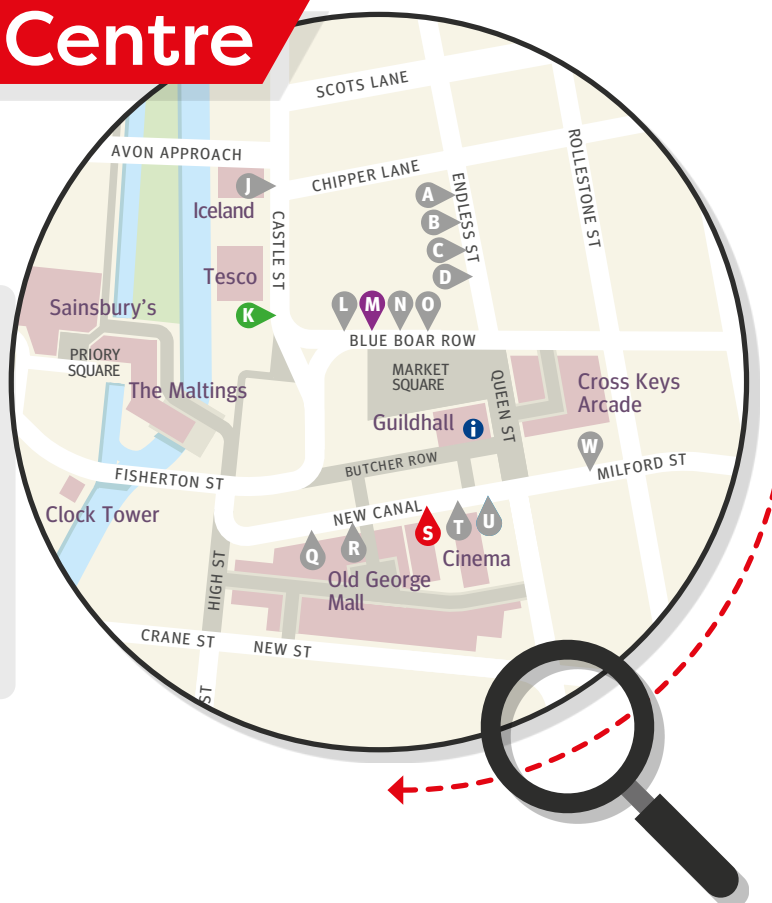 Centre
SCOTS LANE
AVON APPROACH
CHIPPER LANE
ROLLESTONE ST
J
Iceland
CASTLE ST
ENDLESS ST
A
B
C
D
Tesco
Sainsbury's
K
L
M
N
O
BLUE BOAR ROW
PRIORY
SQUARE
The Maltings
MARKET
SQUARE
QUEEN ST
Cross Keys
Arcade
Guildhall
i
W
BUTCHER ROW
MILFORD ST
FISHERTON ST
Clock Tower
NEW CANAL
S
T
U
Q
R
Cinema
HIGH ST
Old George
Mall
CRANE ST
NEW ST
ST